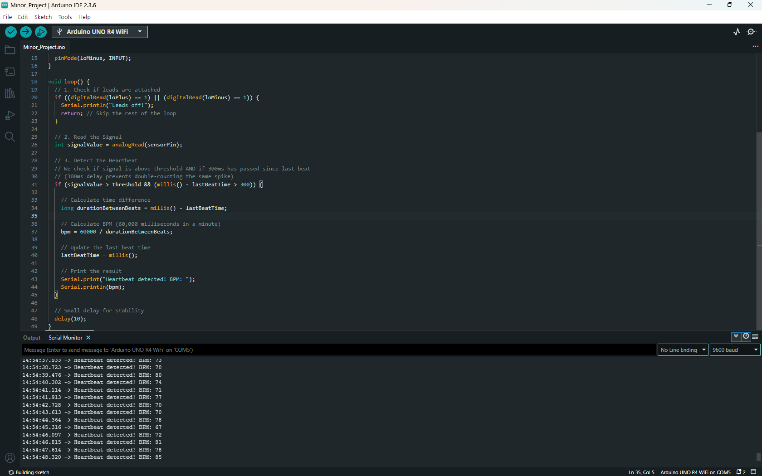 Minor_Project | Arduino IDE 2.3.6
File Edit Sketch Tools Help
Arduino UNO R4 WiFi
Minor_Project.ino
15 pinMode(loMinus, INPUT);
16 }
17
18 void loop() {
19 // 1. Check if leads are attached
20 if ((digitalRead(loPlus) == 1) || (digitalRead(loMinus) == 1)) {
21 Serial.println("Leads off!");
22 return; // Skip the rest of the loop
23 }
24
25 // 2. Read the Signal
26 int signalValue = analogRead(sensorPin);
27
28 // 3. Detect the Heartbeat
29 // We check if signal is above threshold AND if 300ms has passed since last beat
30 // (300ms delay prevents double-counting the same spike)
31 if (signalValue > threshold && (millis() - lastBeatTime > 300)) {
32
33 // Calculate time difference
34 long durationBetweenBeats = millis() - lastBeatTime;
35
36 // Calculate BPM (60,000 milliseconds in a minute)
37 bpm = 60000 / durationBetweenBeats;
38
39 // Update the last beat time
40 lastBeatTime = millis();
41
42 // Print the result
43 Serial.print("Heartbeat detected! BPM: ");
44 Serial.println(bpm);
45 }
46
47 // Small delay for stability
48 delay(10);
49 }
Output Serial Monitor
Message (Enter to send message to 'Arduino UNO R4 WiFi' on 'COM5')
No Line Ending 9600 baud
14:54:37.953 -> Heartbeat detected! BPM: 73
14:54:38.723 -> Heartbeat detected! BPM: 78
14:54:39.476 -> Heartbeat detected! BPM: 80
14:54:40.302 -> Heartbeat detected! BPM: 74
14:54:41.114 -> Heartbeat detected! BPM: 71
14:54:41.913 -> Heartbeat detected! BPM: 77
14:54:42.728 -> Heartbeat detected! BPM: 70
14:54:43.613 -> Heartbeat detected! BPM: 70
14:54:44.364 -> Heartbeat detected! BPM: 78
14:54:45.316 -> Heartbeat detected! BPM: 67
14:54:46.097 -> Heartbeat detected! BPM: 72
14:54:46.815 -> Heartbeat detected! BPM: 81
14:54:47.614 -> Heartbeat detected! BPM: 78
14:54:48.320 -> Heartbeat detected! BPM: 85
Building sketch
Ln 35, Col 5 Arduino UNO R4 WiFi on COM5 2